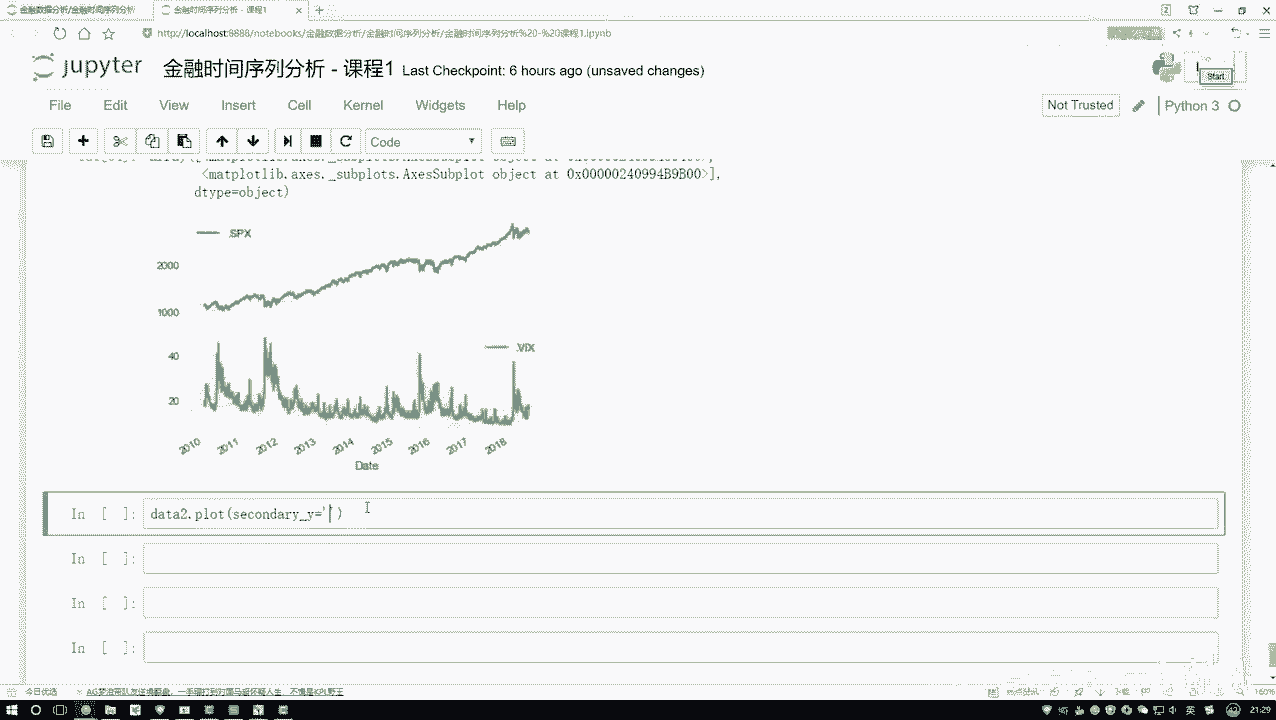 金融数据分析/金融时间序列分析
金融时间序列分析 - 课程1
http://localhost:8888/notebooks/金融数据分析/金融时间序列分析/金融时间序列分析%20-%20课程1.ipynb
jupyter 金融时间序列分析 - 课程1 Last Checkpoint: 6 hours ago (unsaved changes)
Start
File Edit View Insert Cell Kernel Widgets Help
Not Trusted Python 3
Code
<matplotlib.axes._subplots.AxesSubplot object at 0x00000240994B9B00>],
dtype=object)
.SPX
2000
1000
.VIX
40
20
2010 2011 2012 2013 2014 2015 2016 2017 2018
Date
In [ ]: data2.plot(secondary_y='')
In [ ]:
In [ ]:
In [ ]:
今日优选
160%
21:29